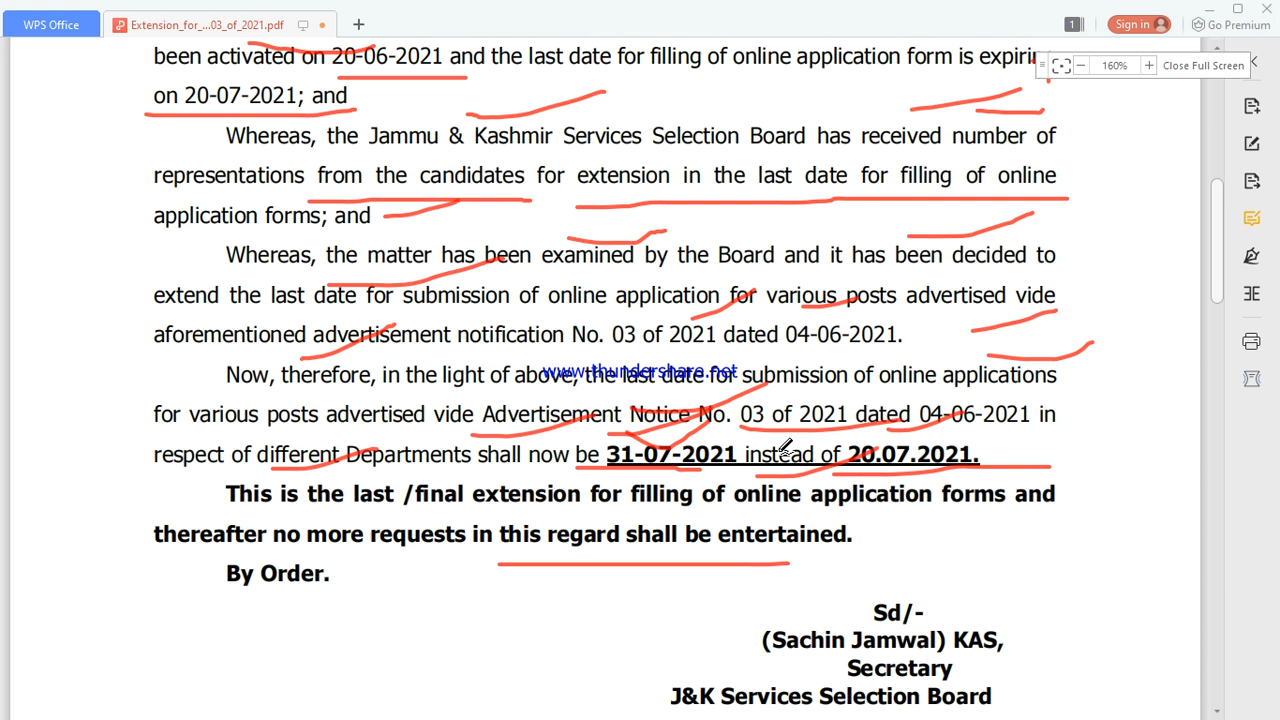 WPS Office
Extension_for_...03_of_2021.pdf
1
Sign in
Go Premium
160%
Close Full Screen
been activated on 20-06-2021 and the last date for filling of online application form is expiring
on 20-07-2021; and
Whereas, the Jammu & Kashmir Services Selection Board has received number of
representations from the candidates for extension in the last date for filling of online
application forms; and
Whereas, the matter has been examined by the Board and it has been decided to
extend the last date for submission of online application for various posts advertised vide
aforementioned advertisement notification No. 03 of 2021 dated 04-06-2021.
www.thundershare.net
Now, therefore, in the light of above, the last date for submission of online applications
for various posts advertised vide Advertisement Notice No. 03 of 2021 dated 04-06-2021 in
respect of different Departments shall now be 31-07-2021 instead of 20.07.2021.
This is the last /final extension for filling of online application forms and
thereafter no more requests in this regard shall be entertained.
By Order.
Sd/-
(Sachin Jamwal) KAS,
Secretary
J&K Services Selection Board